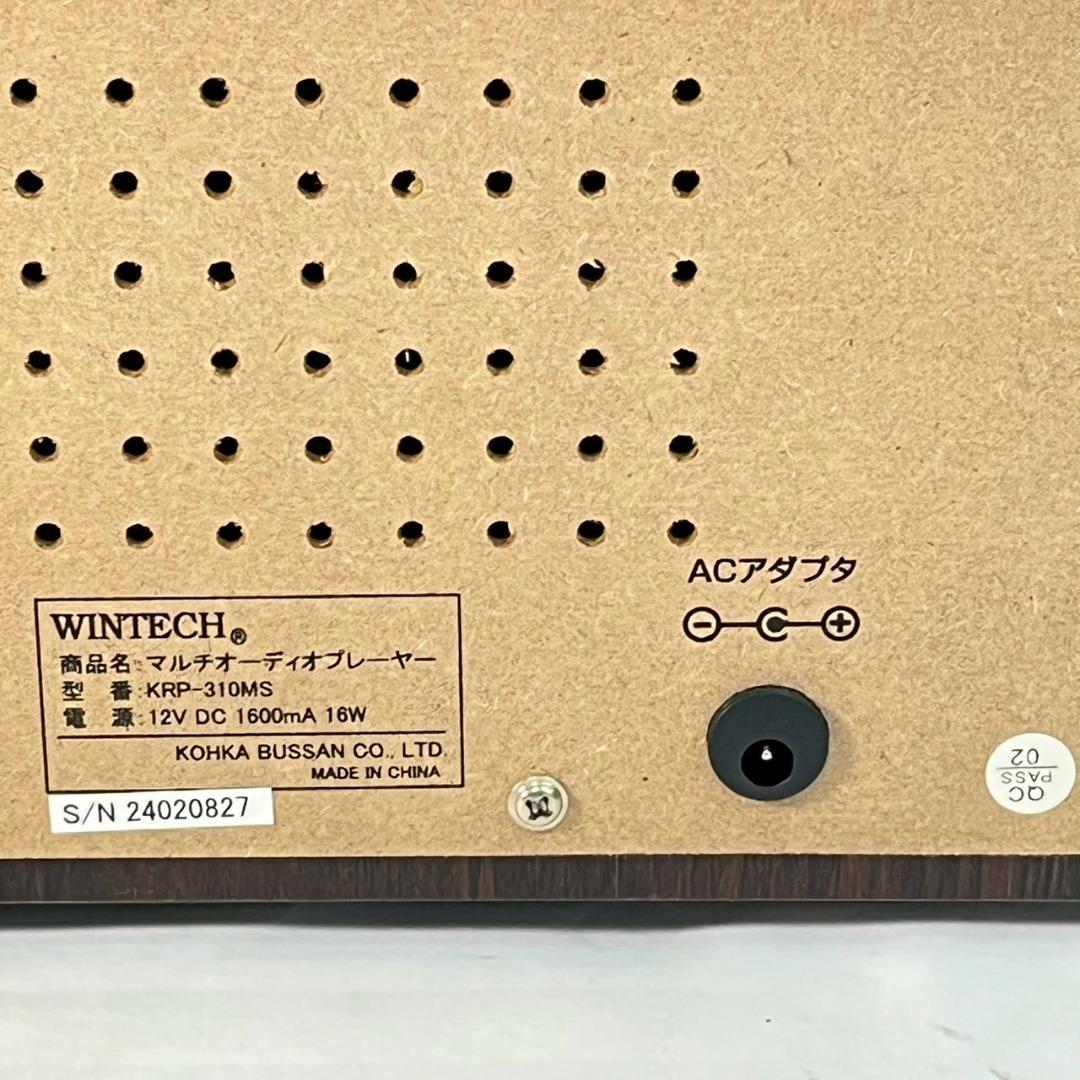 ACアダプタ
WINTECH®
商品名:マルチオーディオプレーヤー
型 番:KRP-310MS
電 源:12V DC 1600mA 16W
KOHKA BUSSAN CO., LTD.
MADE IN CHINA
S/N 24020827
QC
PASS
02